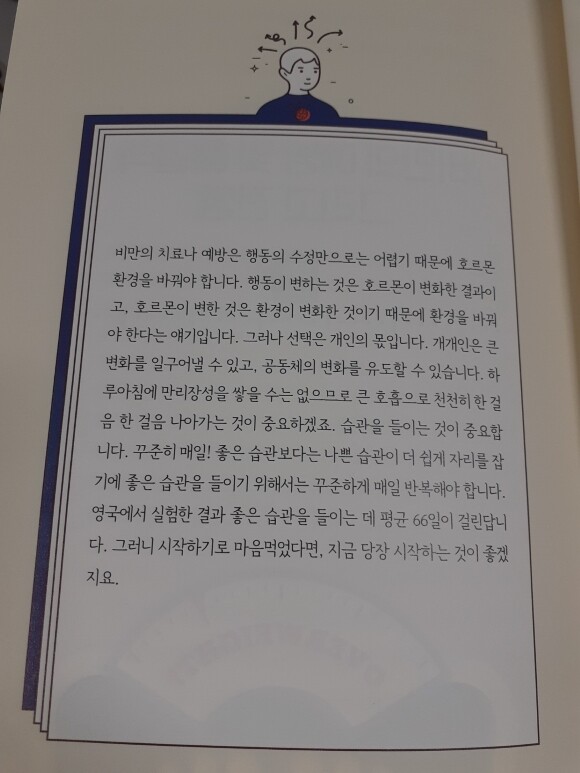 비만의 치료나 예방은 행동의 수정만으로는 어렵기 때문에 호르몬
환경을 바꿔야 합니다. 행동이 변하는 것은 호르몬이 변화한 결과이
고, 호르몬이 변한 것은 환경이 변화한 것이기 때문에 환경을 바꿔
야 한다는 얘기입니다. 그러나 선택은 개인의 몫입니다. 개개인은 큰
변화를 일구어낼 수 있고, 공동체의 변화를 유도할 수 있습니다. 하
루아침에 만리장성을 쌓을 수는 없으므로 큰 호흡으로 천천히 한 걸
음 한 걸음 나아가는 것이 중요하겠죠. 습관을 들이는 것이 중요합
니다. 꾸준히 매일! 좋은 습관보다는 나쁜 습관이 더 쉽게 자리를 잡
기에 좋은 습관을 들이기 위해서는 꾸준하게 매일 반복해야 합니다.
영국에서 실험한 결과 좋은 습관을 들이는 데 평균 66일이 걸린답니
다. 그러니 시작하기로 마음먹었다면, 지금 당장 시작하는 것이 좋겠
지요.